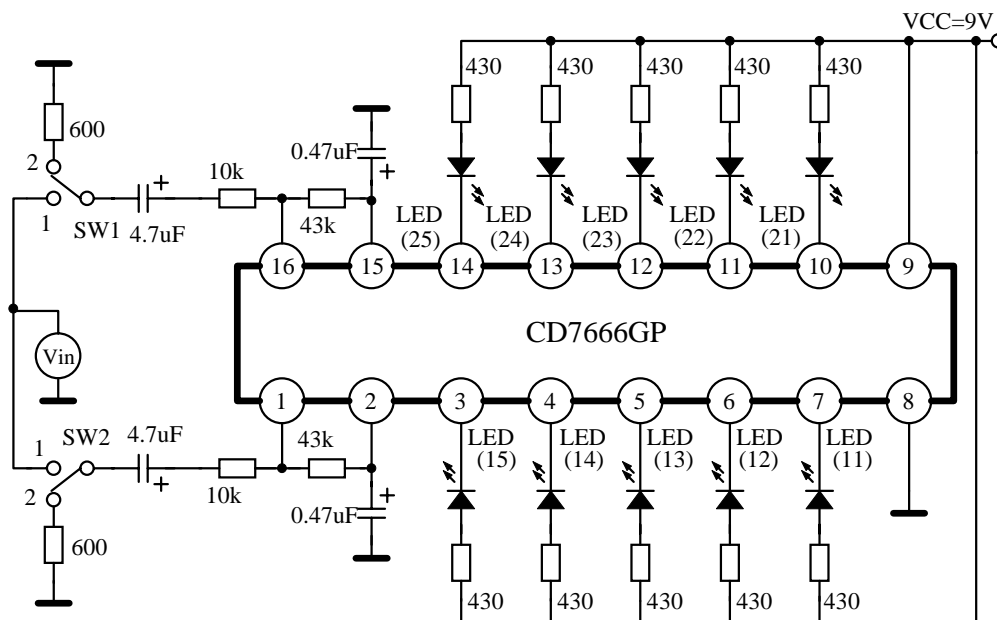 VCC=9V
430 430 430 430 430
600
2
0.47uF
10k
1
SW1
4.7uF
43k
LED LED LED LED LED
(25) (24) (23) (22) (21)
16 15 14 13 12 11 10 9
CD7666GP
Vin
1 2 3 4 5 6 7 8
SW2
4.7uF
43k
LED LED LED LED LED
(15) (14) (13) (12) (11)
1
2
10k
0.47uF
600
430 430 430 430 430